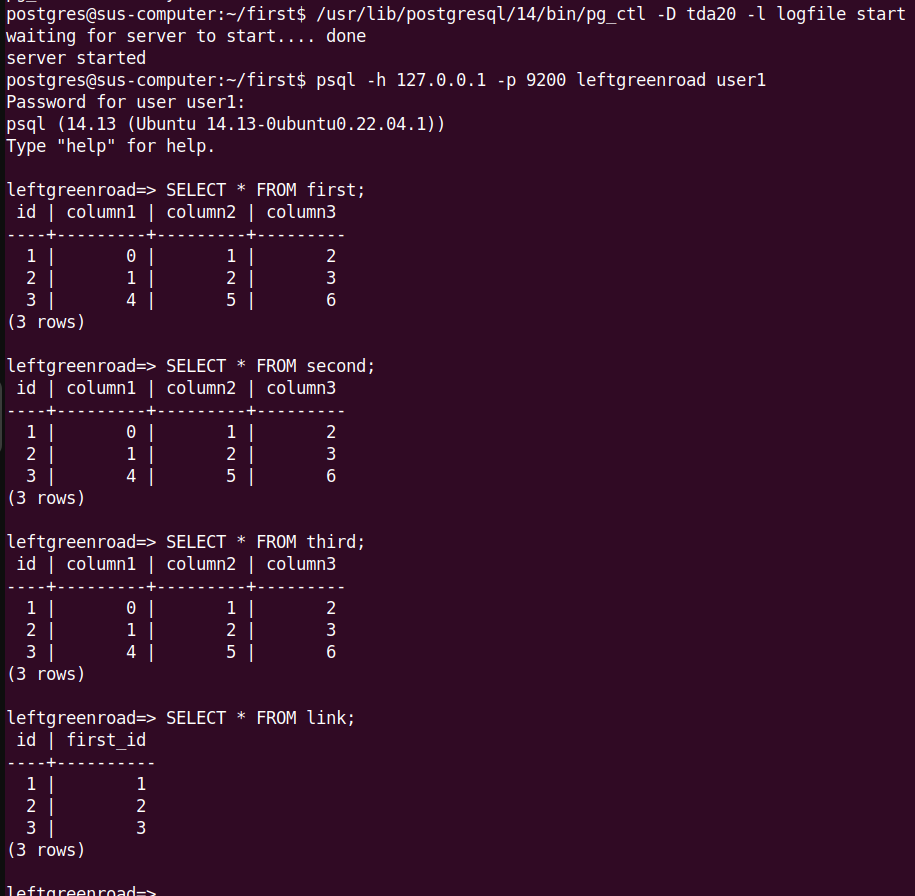 postgres@sus-computer:~/first$ /usr/lib/postgresql/14/bin/pg_ctl -D tda20 -l logfile start
waiting for server to start.... done
server started
postgres@sus-computer:~/first$ psql -h 127.0.0.1 -p 9200 leftgreenroad user1
Password for user user1:
psql (14.13 (Ubuntu 14.13-0ubuntu0.22.04.1))
Type "help" for help.

leftgreenroad=> SELECT * FROM first;
 id | column1 | column2 | column3
----+---------+---------+---------
  1 |       0 |       1 |       2
  2 |       1 |       2 |       3
  3 |       4 |       5 |       6
(3 rows)

leftgreenroad=> SELECT * FROM second;
 id | column1 | column2 | column3
----+---------+---------+---------
  1 |       0 |       1 |       2
  2 |       1 |       2 |       3
  3 |       4 |       5 |       6
(3 rows)

leftgreenroad=> SELECT * FROM third;
 id | column1 | column2 | column3
----+---------+---------+---------
  1 |       0 |       1 |       2
  2 |       1 |       2 |       3
  3 |       4 |       5 |       6
(3 rows)

leftgreenroad=> SELECT * FROM link;
 id | first_id
----+----------
  1 |        1
  2 |        2
  3 |        3
(3 rows)

leftgreenroad=>